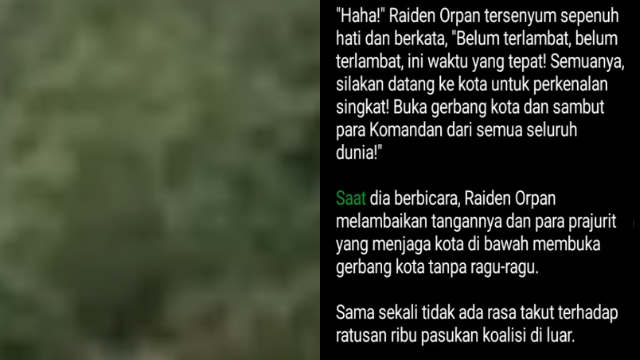 "Haha!" Raiden Orpan tersenyum sepenuh
hati dan berkata, "Belum terlambat, belum
terlambat, ini waktu yang tepat! Semuanya,
silakan datang ke kota untuk perkenalan
singkat! Buka gerbang kota dan sambut
para Komandan dari semua seluruh
dunia!"
Saat dia berbicara, Raiden Orpan
melambaikan tangannya dan para prajurit
yang menjaga kota di bawah membuka
gerbang kota tanpa ragu-ragu.
Sama sekali tidak ada rasa takut terhadap
ratusan ribu pasukan koalisi di luar.